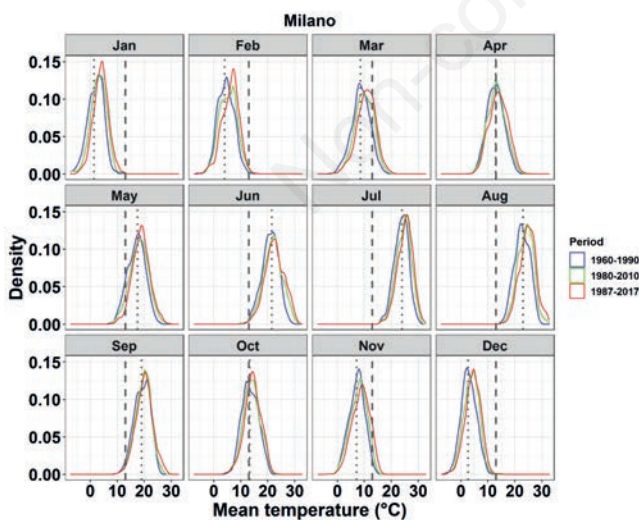 Milano
Jan Feb Mar Apr
0.15
0.10
0.05
0.00
May Jun Jul Aug
0.15
0.10
0.05
0.00
Sep Oct Nov Dec
0.15
0.10
0.05
0.00
0 10 20 30 0 10 20 30 0 10 20 30 0 10 20 30
Mean temperature (°C)
Density
Period
1960-1990
1980-2010
1987-2017
Non-co